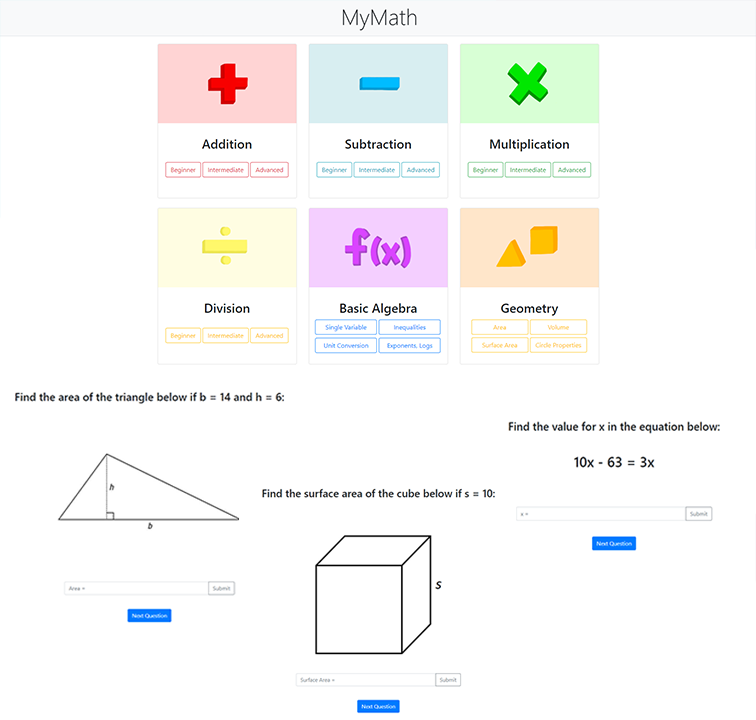 MyMath
Addition
Beginner Intermediate Advanced
Subtraction
Beginner Intermediate Advanced
Multiplication
Beginner Intermediate Advanced
Division
Beginner Intermediate Advanced
f(x)
Basic Algebra
Single Variable Inequalities
Unit Conversion Exponents, Logs
Geometry
Area Volume
Surface Area Circle Properties
Find the area of the triangle below if b = 14 and h = 6:
h
b
Area =
Submit
Next Question
Find the surface area of the cube below if s = 10:
S
Surface Area =
Submit
Next Question
Find the value for x in the equation below:
10x - 63 = 3x
x =
Submit
Next Question